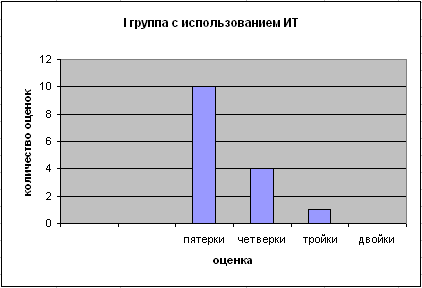 I группа с использованием ИТ
количество оценок
12
10
8
6
4
2
0
пятерки четверки тройки двойки
оценка